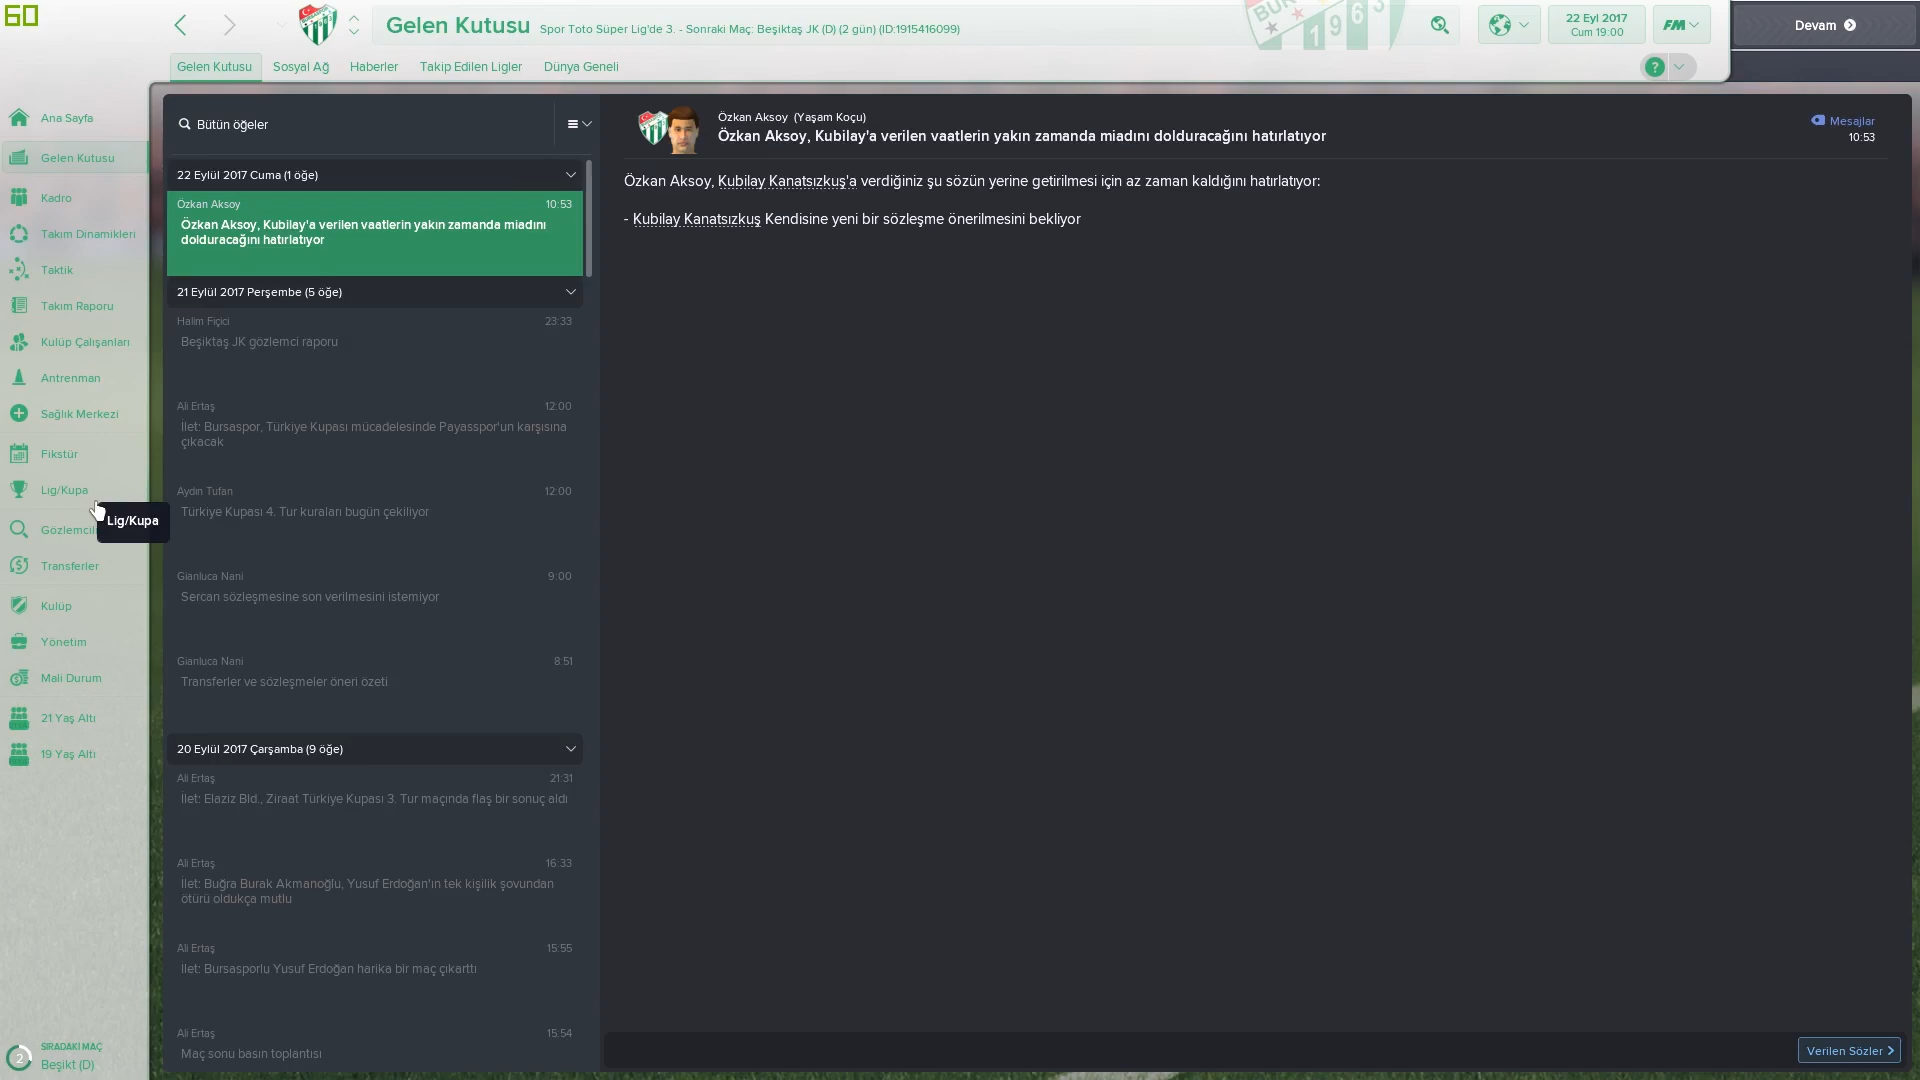 60
Gelen Kutusu
Spor Toto Süper Lig'de 3. - Sonraki Maç: Beşiktaş JK (D) (2 gün) (ID:1915416099)
22 Eyl 2017
Cum 19:00
FM
Devam
Gelen Kutusu
Sosyal Ağ
Haberler
Takip Edilen Ligler
Dünya Geneli
?
Ana Sayfa
Gelen Kutusu
Kadro
Takım Dinamikleri
Taktik
Takım Raporu
Kulüp Çalışanları
Antrenman
Sağlık Merkezi
Fikstür
Lig/Kupa
Lig/Kupa
Transferler
Kulüp
Yönetim
Mali Durum
21 Yaş Altı
19 Yaş Altı
2
SIRADAKİ MAÇ
Beşikt (D)
Bütün öğeler
22 Eylül 2017 Cuma (1 öğe)
Özkan Aksoy 10:53
Özkan Aksoy, Kubilay'a verilen vaatlerin yakın zamanda miadını
dolduracağını hatırlatıyor
21 Eylül 2017 Perşembe (5 öğe)
Halim Fiçici 23:33
Beşiktaş JK gözlemci raporu
Ali Ertaş 12:00
İlet: Bursaspor, Türkiye Kupası mücadelesinde Payasspor'un karşısına
çıkacak
Aydın Tufan 12:00
Türkiye Kupası 4. Tur kuraları bugün çekiliyor
Gianluca Nani 9:00
Sercan sözleşmesine son verilmesini istemiyor
Gianluca Nani 8:51
Transferler ve sözleşmeler öneri özeti
20 Eylül 2017 Çarşamba (9 öğe)
Ali Ertaş 21:31
İlet: Elaziz Bld., Ziraat Türkiye Kupası 3. Tur maçında flaş bir sonuç aldı
Ali Ertaş 16:33
İlet: Buğra Burak Akmanoğlu, Yusuf Erdoğan'ın tek kişilik şovundan
ötürü oldukça mutlu
Ali Ertaş 15:55
İlet: Bursasporlu Yusuf Erdoğan harika bir maç çıkarttı
Ali Ertaş 15:54
Maç sonu basın toplantısı
Özkan Aksoy (Yaşam Koçu)
Özkan Aksoy, Kubilay'a verilen vaatlerin yakın zamanda miadını dolduracağını hatırlatıyor
Mesajlar
10:53
Özkan Aksoy, Kubilay Kanatsızkuş'a verdiğiniz şu sözün yerine getirilmesi için az zaman kaldığını hatırlatıyor:
- Kubilay Kanatsızkuş Kendisine yeni bir sözleşme önerilmesini bekliyor
Verilen Sözler